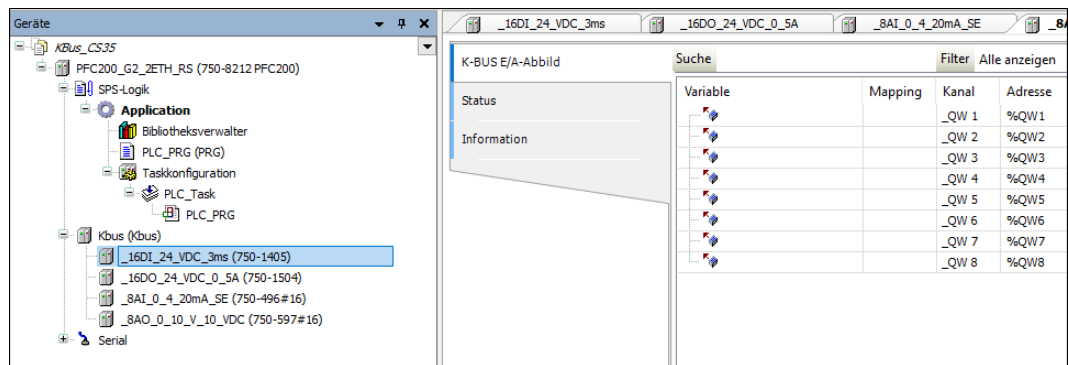 Geräte
KBus_CS35
PFC200_G2_2ETH_RS (750-8212 PFC200)
SPS-Logik
Application
Bibliotheksverwalter
PLC_PRG (PRG)
Taskkonfiguration
PLC_Task
PLC_PRG
Kbus (Kbus)
_16DI_24_VDC_3ms (750-1405)
_16DO_24_VDC_0_5A (750-1504)
_8AI_0_4_20mA_SE (750-496#16)
_8AO_0_10_V_10_VDC (750-597#16)
Serial
_16DI_24_VDC_3ms _16DO_24_VDC_0_5A _8AI_0_4_20mA_SE
K-BUS E/A-Abbild
Status
Information
Suche Filter Alle anzeigen
Variable Mapping Kanal Adresse
_QW 1 %QW1
_QW 2 %QW2
_QW 3 %QW3
_QW 4 %QW4
_QW 5 %QW5
_QW 6 %QW6
_QW 7 %QW7
_QW 8 %QW8